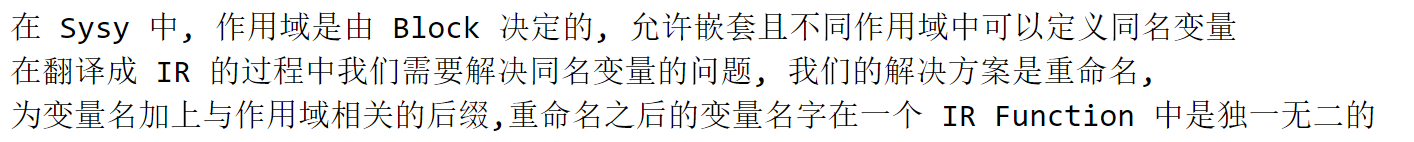 在 Sysy 中, 作用域是由 Block 决定的, 允许嵌套且不同作用域中可以定义同名变量
在翻译成 IR 的过程中我们需要解决同名变量的问题, 我们的解决方案是重命名,
为变量名加上与作用域相关的后缀,重命名之后的变量名字在一个 IR Function 中是独一无二的